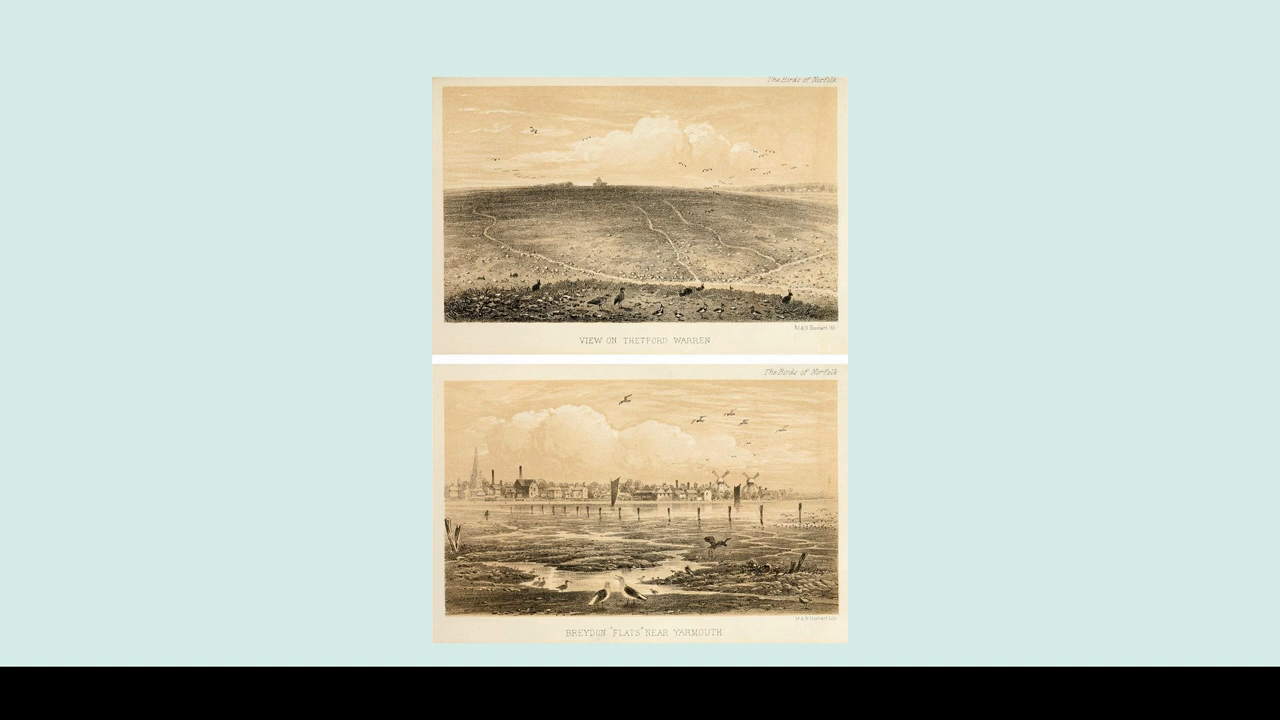 The Birds of Norfolk
VIEW ON THETFORD WARREN.
The Birds of Norfolk
BREYDON "FLATS" NEAR YARMOUTH.